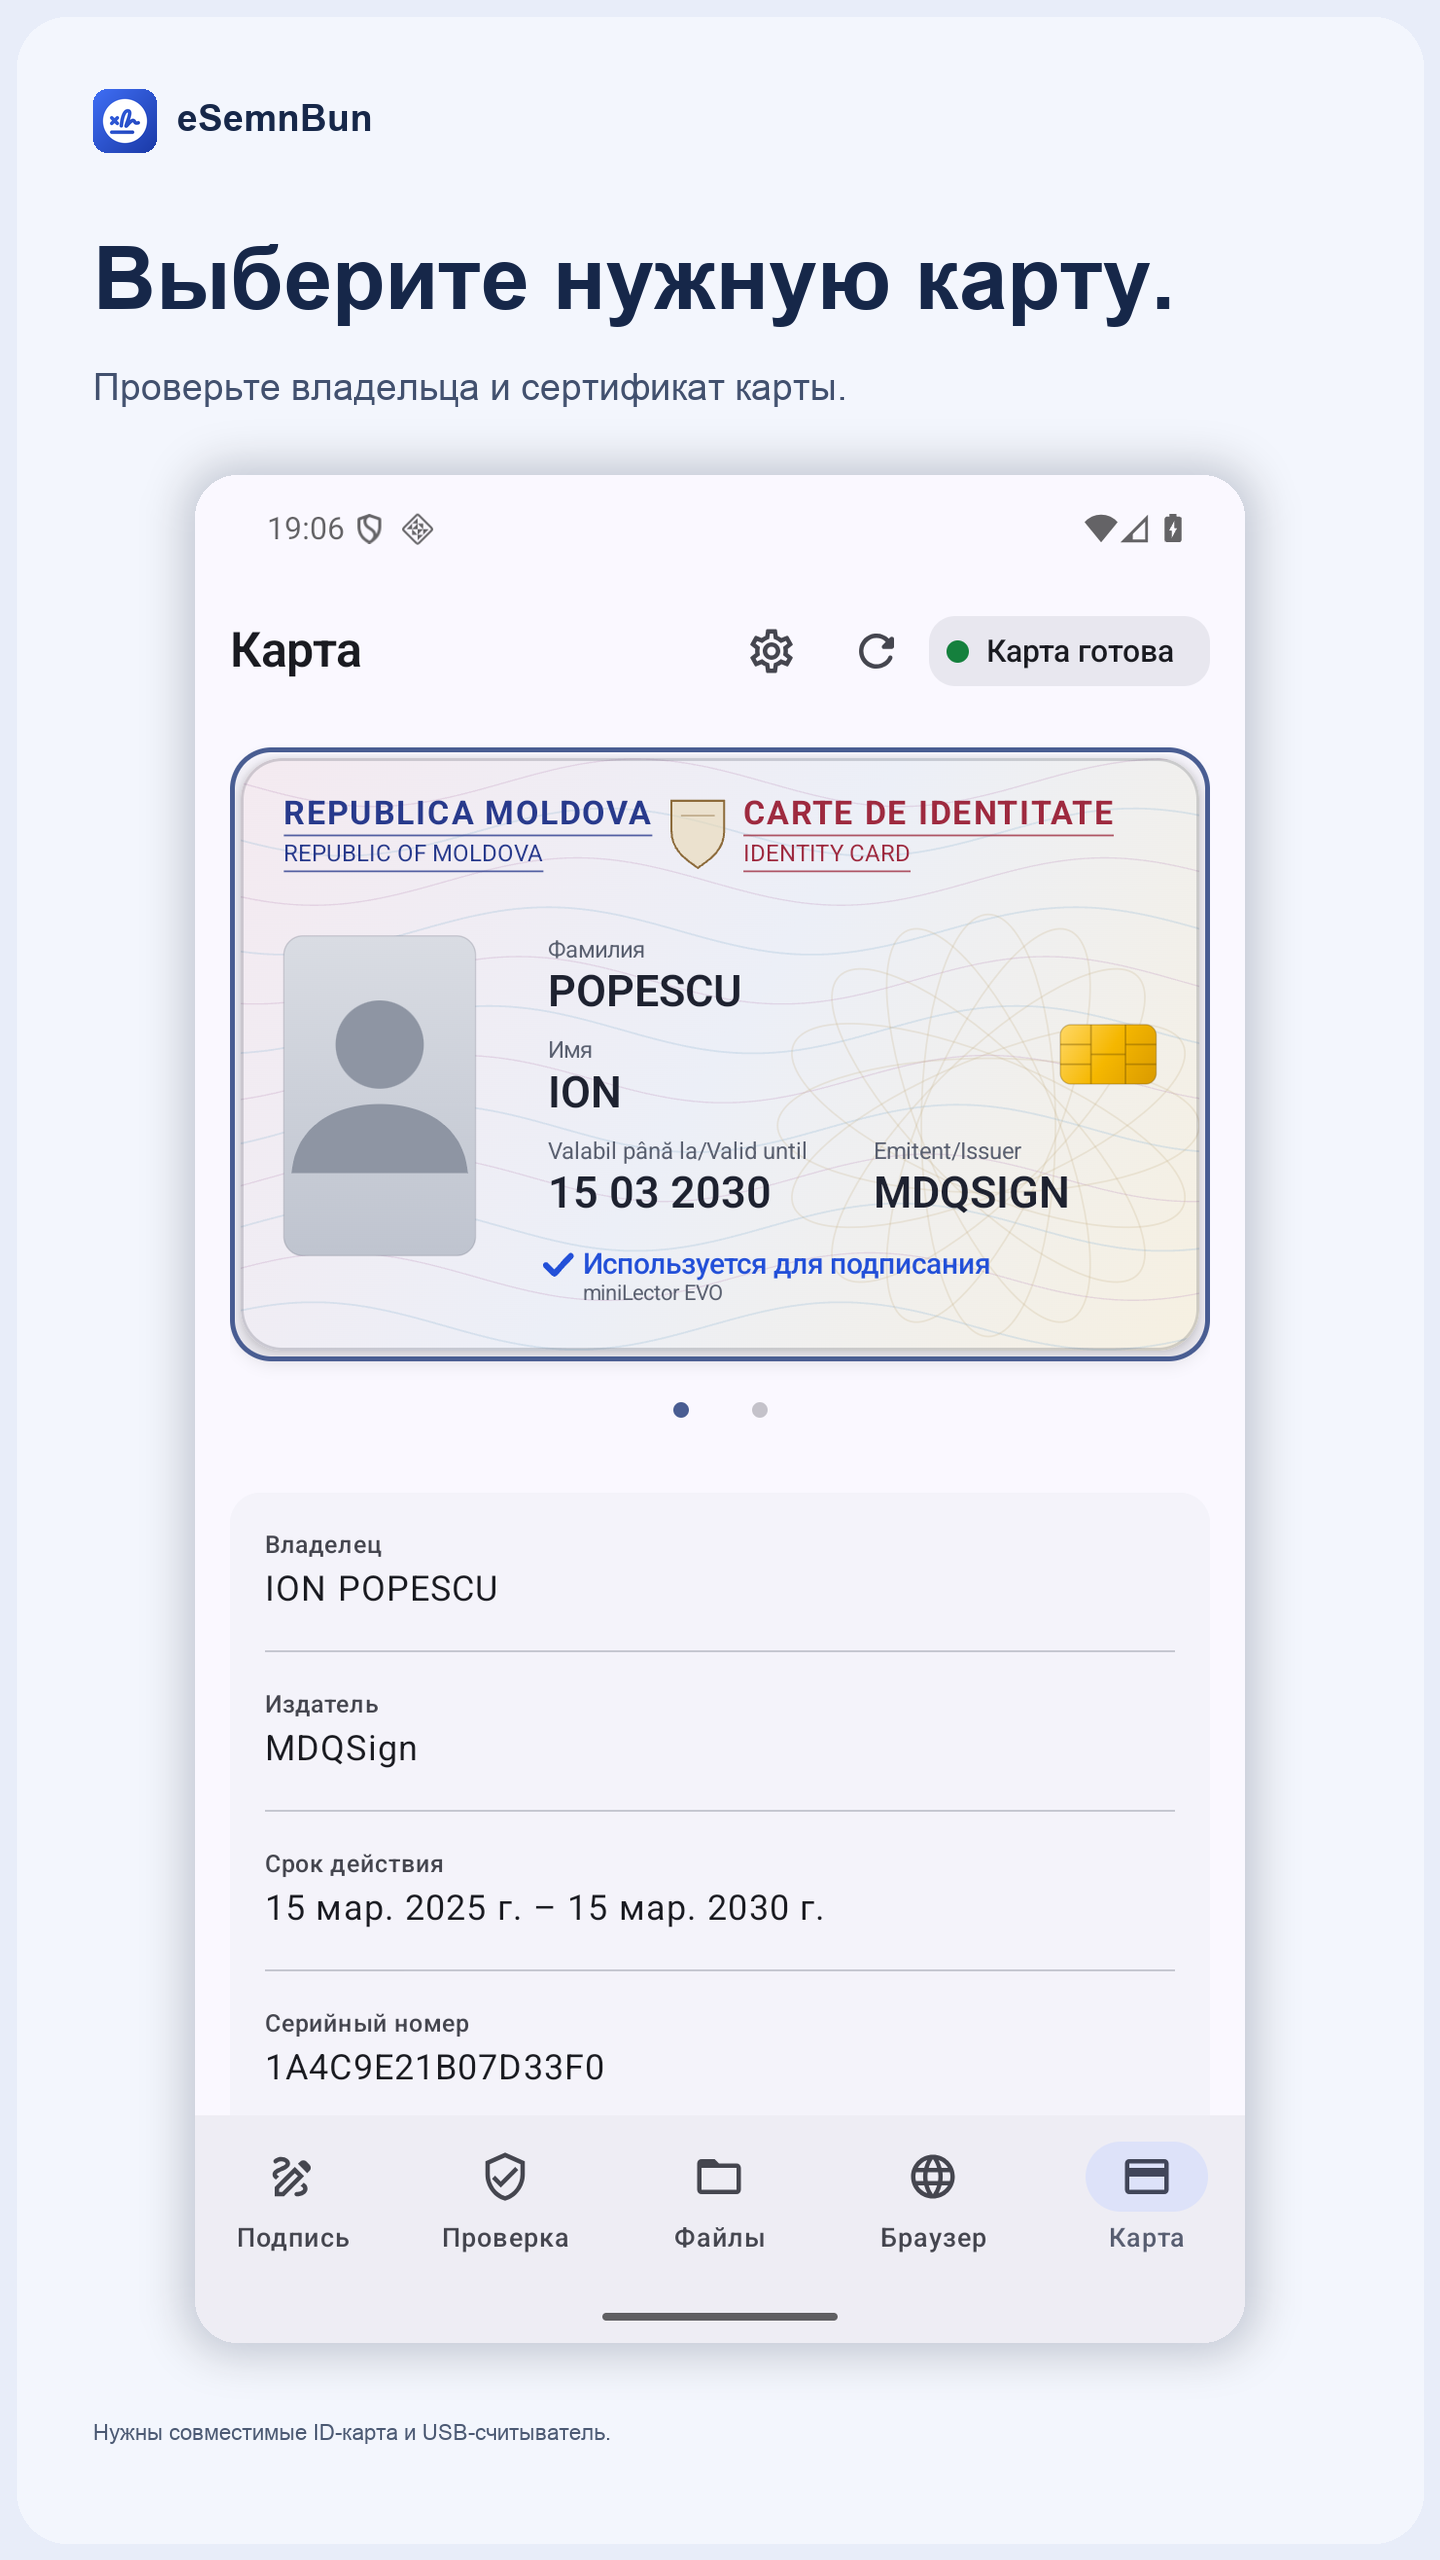 eSemnBun
Выберите нужную карту.
Проверьте владельца и сертификат карты.
19:06
Карта
Карта готова
REPUBLICA MOLDOVA
REPUBLIC OF MOLDOVA
CARTE DE IDENTITATE
IDENTITY CARD
Фамилия
POPESCU
Имя
ION
Valabil până la/Valid until
15 03 2030
Emitent/Issuer
MDQSIGN
Используется для подписания
miniLector EVO
Владелец
ION POPESCU
Издатель
MDQSign
Срок действия
15 мар. 2025 г. – 15 мар. 2030 г.
Серийный номер
1A4C9E21B07D33F0
Подпись
Проверка
Файлы
Браузер
Карта
Нужны совместимые ID-карта и USB-считыватель.